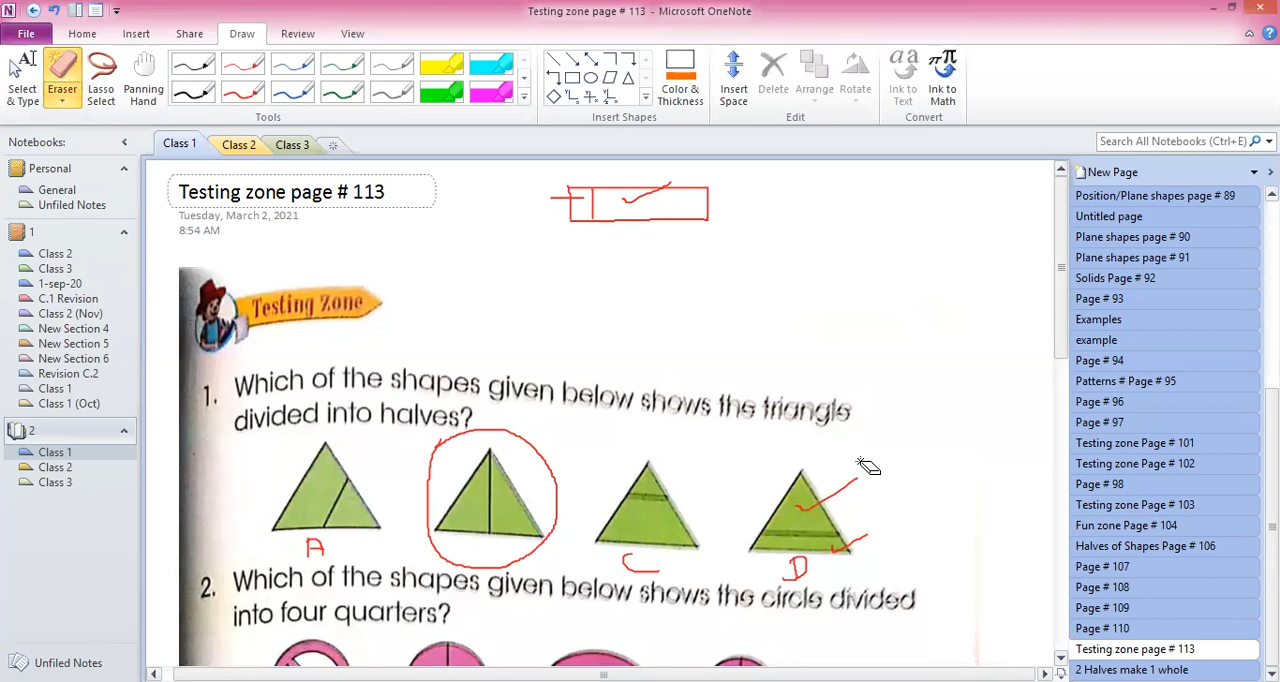 Testing zone page # 113 - Microsoft OneNote
File Home Insert Share Draw Review View
Select & Type
Eraser
Lasso Select
Panning Hand
Color & Thickness
Insert Space
Delete
Arrange
Rotate
Ink to Text
Ink to Math
Tools
Insert Shapes
Edit
Convert
Notebooks:
Personal
General
Unfiled Notes
1
Class 2
Class 3
1-sep-20
C.1 Revision
Class 2 (Nov)
New Section 4
New Section 5
New Section 6
Revision C.2
Class 1
Class 1 (Oct)
2
Class 1
Class 2
Class 3
Unfiled Notes
Class 1 Class 2 Class 3
Search All Notebooks (Ctrl+E)
Testing zone page # 113
Tuesday, March 2, 2021
8:54 AM
Testing Zone
1. Which of the shapes given below shows the triangle
divided into halves?
A C D
2. Which of the shapes given below shows the circle divided
into four quarters?
New Page
Position/Plane shapes page # 89
Untitled page
Plane shapes page # 90
Plane shapes page # 91
Solids Page # 92
Page # 93
Examples
example
Page # 94
Patterns # Page # 95
Page # 96
Page # 97
Testing zone Page # 101
Testing zone Page # 102
Page # 98
Testing zone Page # 103
Fun zone Page # 104
Halves of Shapes Page # 106
Page # 107
Page # 108
Page # 109
Page # 110
Testing zone page # 113
2 Halves make 1 whole